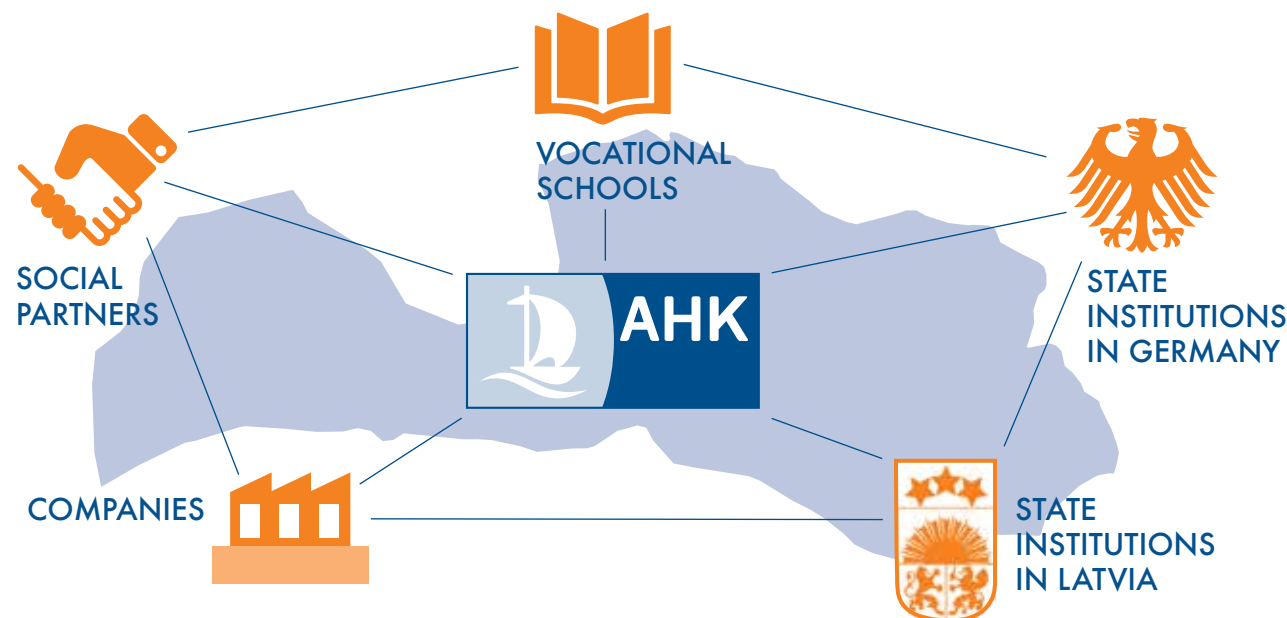 VOCATIONAL
SCHOOLS
SOCIAL
PARTNERS
AHK
STATE
INSTITUTIONS
IN GERMANY
COMPANIES
STATE
INSTITUTIONS
IN LATVIA